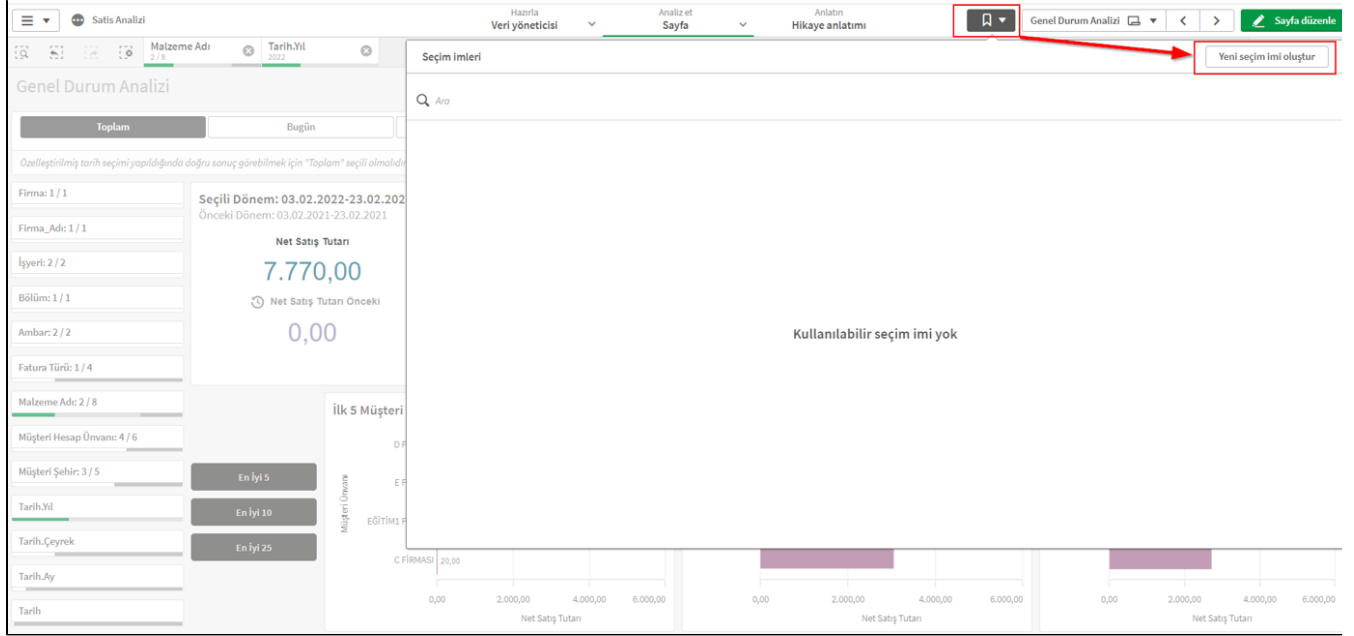 Satis Analizi
Hazırla
Veri yöneticisi
Analiz et
Sayfa
Anlatın
Hikaye anlatımı
Genel Durum Analizi
Sayfa düzenle
Malzeme Adı
2 / 8
Tarih.Yıl
2022
Seçim imleri
Yeni seçim imi oluştur
Genel Durum Analizi
Ara
Toplam
Bugün
Özelleştirilmiş tarih seçimi yapıldığında doğru sonuç görebilmek için "Toplam" seçili olmalıdır
Firma: 1 / 1
Firma_Adı: 1 / 1
İşyeri: 2 / 2
Bölüm: 1 / 1
Ambar: 2 / 2
Fatura Türü: 1 / 4
Malzeme Adı: 2 / 8
Müşteri Hesap Ünvanı: 4 / 6
Müşteri Şehir: 3 / 5
Tarih.Yıl
Tarih.Çeyrek
Tarih.Ay
Tarih
Seçili Dönem: 03.02.2022-23.02.202
Önceki Dönem: 03.02.2021-23.02.2021
Net Satış Tutarı
7.770,00
Net Satış Tutarı Önceki
0,00
Kullanılabilir seçim imi yok
En İyi 5
En İyi 10
En İyi 25
İlk 5 Müşteri
Müşteri Ünvanı
D F
E F
EĞİTİM1 F
C FİRMASI
20,00
0,00 2.000,00 4.000,00 6.000,00
Net Satış Tutarı
0,00 2.000,00 4.000,00 6.000,00
Net Satış Tutarı
0,00 2.000,00 4.000,00 6.000,00
Net Satış Tutarı